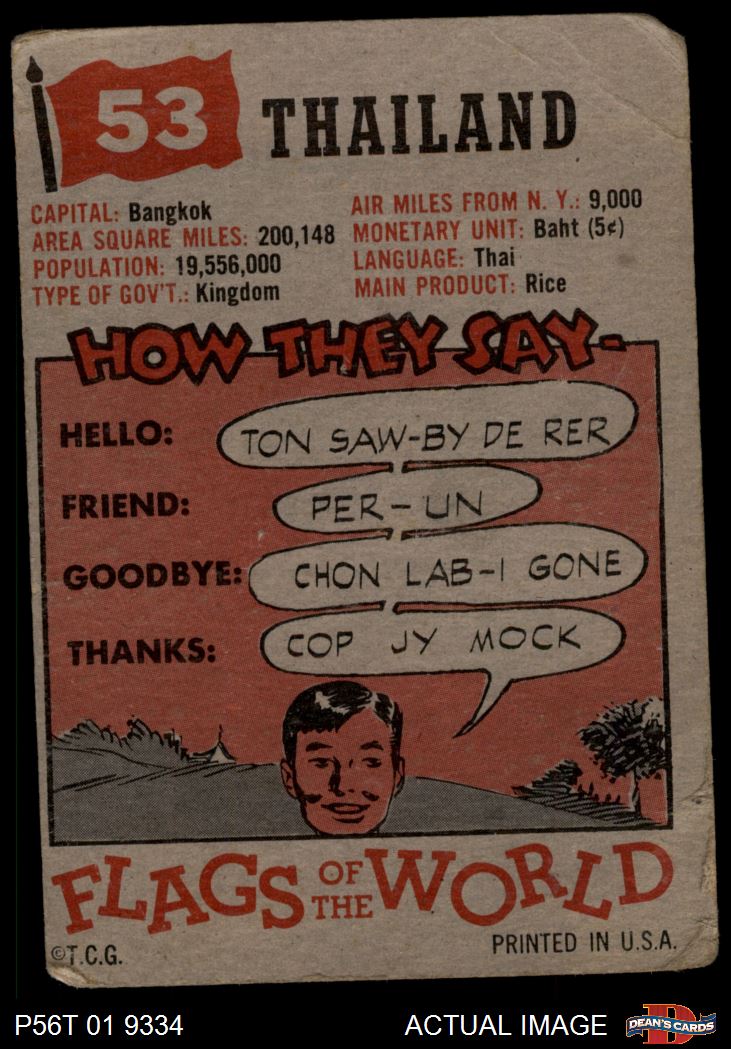 53 THAILAND
CAPITAL: Bangkok
AREA SQUARE MILES: 200,148
POPULATION: 19,556,000
TYPE OF GOV'T.: Kingdom
AIR MILES FROM N. Y.: 9,000
MONETARY UNIT: Baht (5¢)
LANGUAGE: Thai
MAIN PRODUCT: Rice
HOW THEY SAY-
HELLO: TON SAW-BY DE RER
FRIEND: PER-UN
GOODBYE: CHON LAB-I GONE
THANKS: COP JY MOCK
FLAGS OF THE WORLD
©T.C.G.
PRINTED IN U.S.A.
P56T 01 9334
ACTUAL IMAGE
D
DEAN'S CARDS